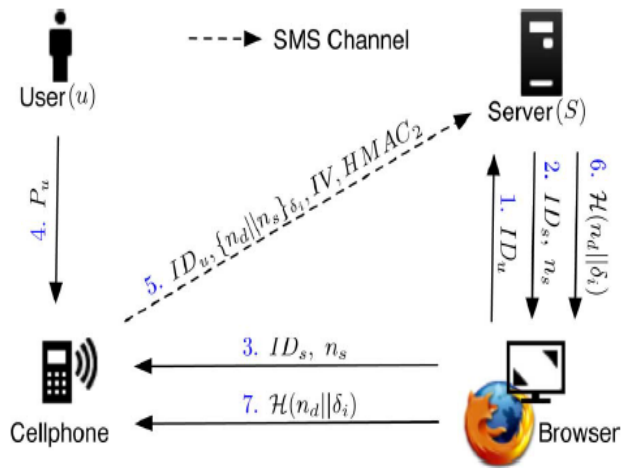 SMS Channel
User(u)
Server(S)
4. P_u
5. ID_u,{n_d||n_s}_{δ_i},IV,HMAC_2
1. ID_u
2. ID_s, n_s
6. ℋ(n_d||δ_i)
3. ID_s, n_s
7. ℋ(n_d||δ_i)
Cellphone
Browser